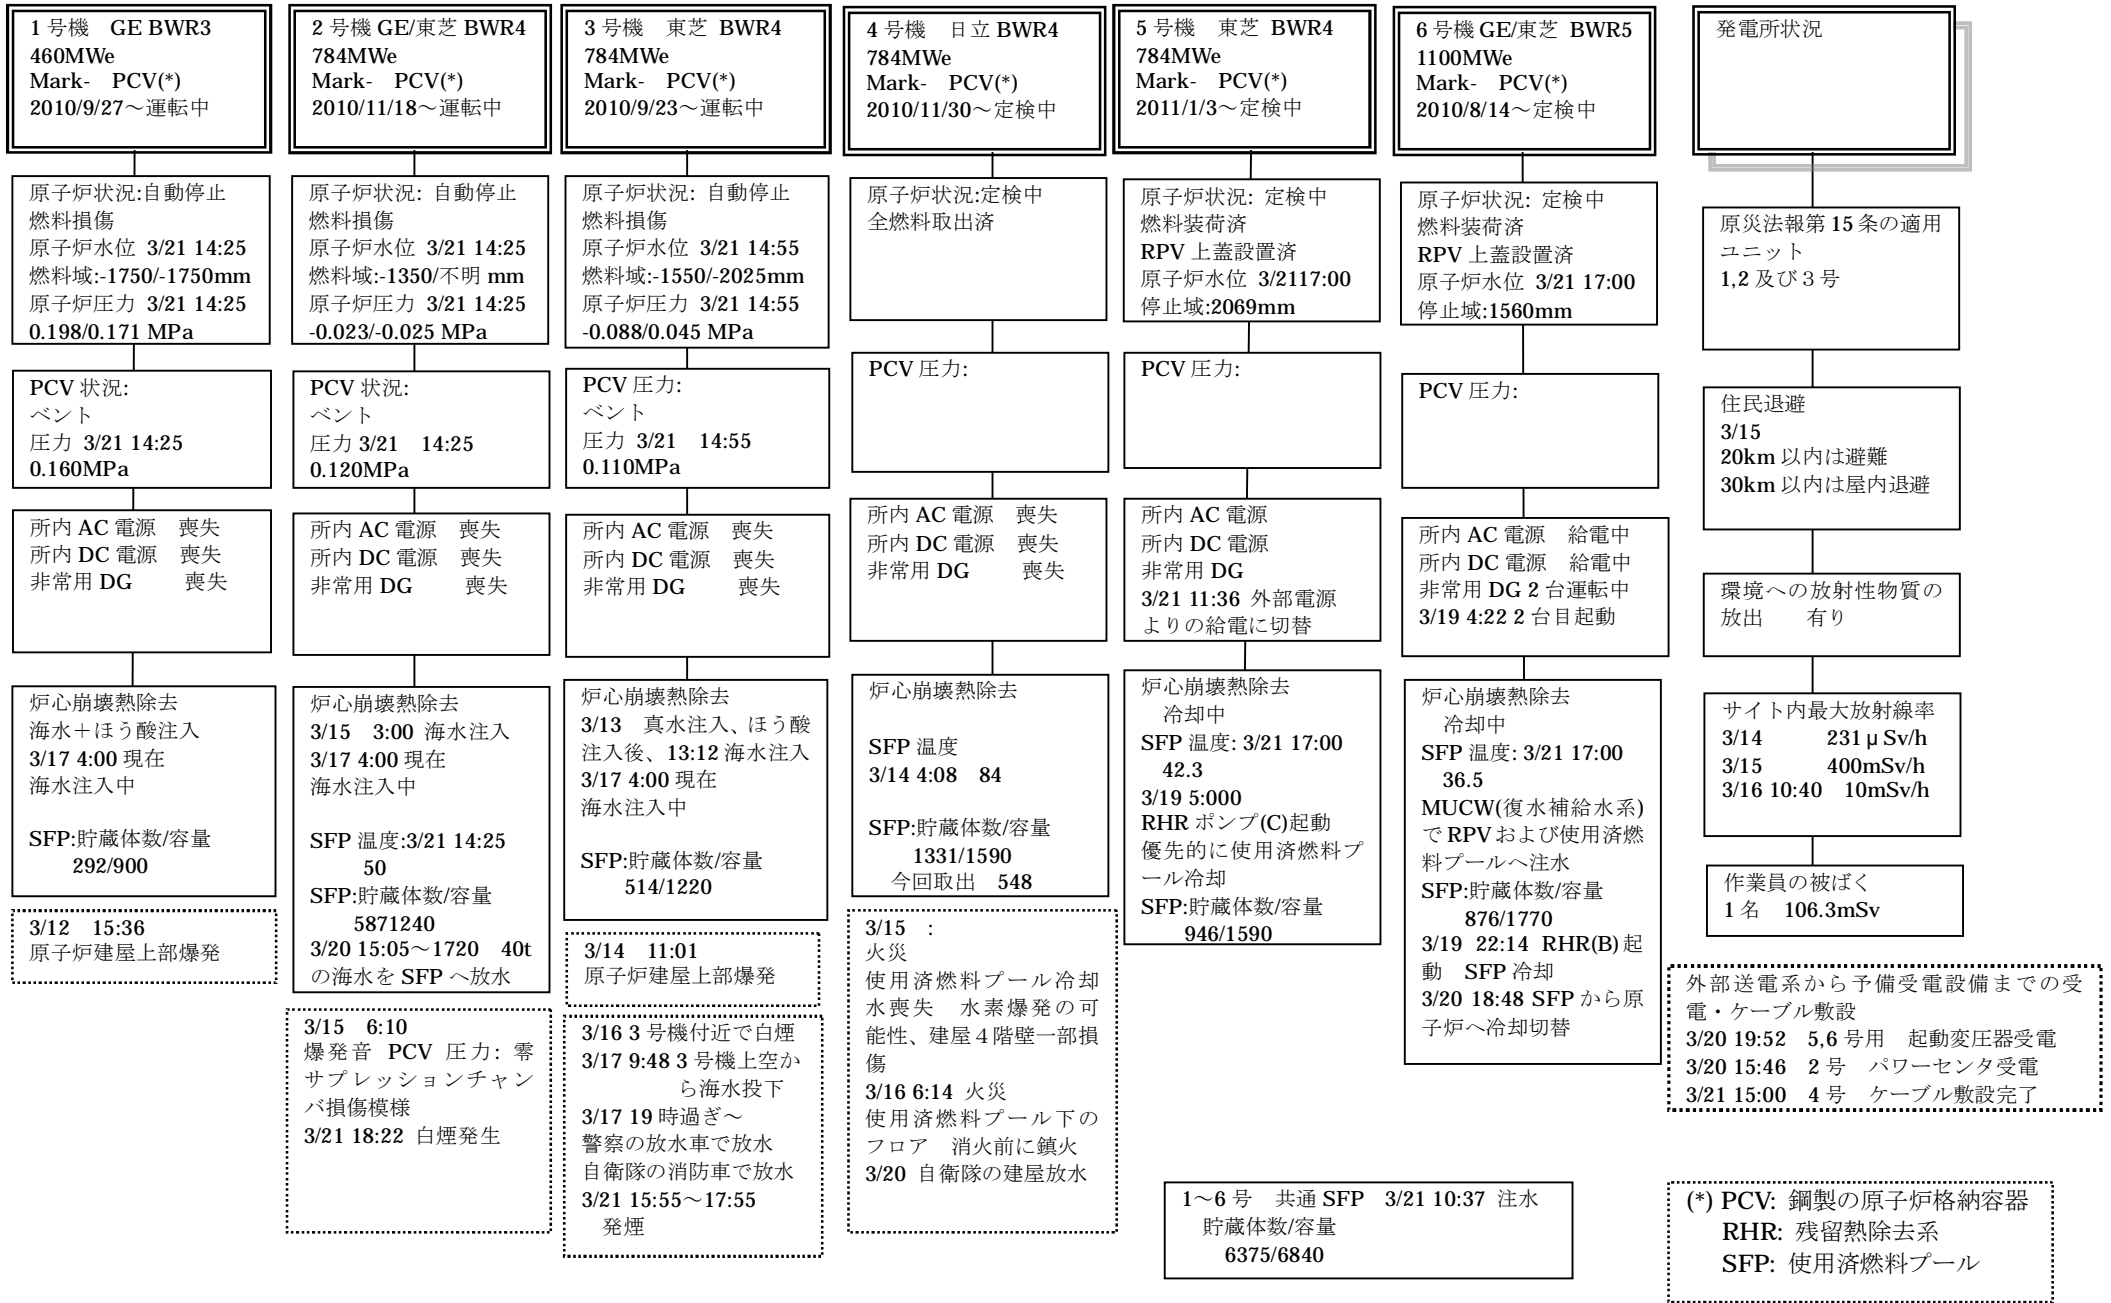 1号機 GE BWR3
460MWe
Mark- PCV(*)
2010/9/27～運転中
原子炉状況:自動停止
燃料損傷
原子炉水位 3/21 14:25
燃料域:-1750/-1750mm
原子炉圧力 3/21 14:25
0.198/0.171 MPa
PCV 状況:
ベント
圧力 3/21 14:25
0.160MPa
所内 AC 電源 喪失
所内 DC 電源 喪失
非常用 DG 喪失
炉心崩壊熱除去
海水＋ほう酸注入
3/17 4:00 現在
海水注入中
SFP:貯蔵体数/容量
292/900
3/12 15:36
原子炉建屋上部爆発
2号機 GE/東芝 BWR4
784MWe
Mark- PCV(*)
2010/11/18～運転中
原子炉状況: 自動停止
燃料損傷
原子炉水位 3/21 14:25
燃料域:-1350/不明 mm
原子炉圧力 3/21 14:25
-0.023/-0.025 MPa
PCV 状況:
ベント
圧力 3/21 14:25
0.120MPa
所内 AC 電源 喪失
所内 DC 電源 喪失
非常用 DG 喪失
炉心崩壊熱除去
3/15 3:00 海水注入
3/17 4:00 現在
海水注入中
SFP 温度:3/21 14:25
50
SFP:貯蔵体数/容量
5871240
3/20 15:05～1720 40t
の海水を SFP へ放水
3/15 6:10
爆発音 PCV 圧力: 零
サプレッションチャン
バ損傷模様
3/21 18:22 白煙発生
3号機 東芝 BWR4
784MWe
Mark- PCV(*)
2010/9/23～運転中
原子炉状況: 自動停止
燃料損傷
原子炉水位 3/21 14:55
燃料域:-1550/-2025mm
原子炉圧力 3/21 14:55
-0.088/0.045 MPa
PCV 圧力:
ベント
圧力 3/21 14:55
0.110MPa
所内 AC 電源 喪失
所内 DC 電源 喪失
非常用 DG 喪失
炉心崩壊熱除去
3/13 真水注入、ほう酸
注入後、13:12 海水注入
3/17 4:00 現在
海水注入中
SFP:貯蔵体数/容量
514/1220
3/14 11:01
原子炉建屋上部爆発
3/16 3 号機付近で白煙
3/17 9:48 3 号機上空か
ら海水投下
3/17 19 時過ぎ～
警察の放水車で放水
自衛隊の消防車で放水
3/21 15:55～17:55
発煙
4号機 日立 BWR4
784MWe
Mark- PCV(*)
2010/11/30～定検中
原子炉状況:定検中
全燃料取出済
PCV 圧力:
所内 AC 電源 喪失
所内 DC 電源 喪失
非常用 DG 喪失
炉心崩壊熱除去
SFP 温度
3/14 4:08 84
SFP:貯蔵体数/容量
1331/1590
今回取出 548
3/15 :
火災
使用済燃料プール冷却
水喪失 水素爆発の可
能性、建屋４階壁一部損
傷
3/16 6:14 火災
使用済燃料プール下の
フロア 消火前に鎮火
3/20 自衛隊の建屋放水
5号機 東芝 BWR4
784MWe
Mark- PCV(*)
2011/1/3～定検中
原子炉状況: 定検中
燃料装荷済
RPV 上蓋設置済
原子炉水位 3/2117:00
停止域:2069mm
PCV 圧力:
所内 AC 電源
所内 DC 電源
非常用 DG
3/21 11:36 外部電源
よりの給電に切替
炉心崩壊熱除去
冷却中
SFP 温度: 3/21 17:00
42.3
3/19 5:000
RHR ポンプ(C)起動
優先的に使用済燃料プ
ール冷却
SFP:貯蔵体数/容量
946/1590
6号機 GE/東芝 BWR5
1100MWe
Mark- PCV(*)
2010/8/14～定検中
原子炉状況: 定検中
燃料装荷済
RPV 上蓋設置済
原子炉水位 3/21 17:00
停止域:1560mm
PCV 圧力:
所内 AC 電源 給電中
所内 DC 電源 給電中
非常用 DG 2 台運転中
3/19 4:22 2 台目起動
炉心崩壊熱除去
冷却中
SFP 温度: 3/21 17:00
36.5
MUCW(復水補給水系)
で RPV および使用済燃
料プールへ注水
SFP:貯蔵体数/容量
876/1770
3/19 22:14 RHR(B)起
動 SFP 冷却
3/20 18:48 SFP から原
子炉へ冷却切替
1～6 号 共通 SFP 3/21 10:37 注水
貯蔵体数/容量
6375/6840
発電所状況
原災法報第 15 条の適用
ユニット
1,2 及び３号
住民退避
3/15
20km 以内は避難
30km 以内は屋内退避
環境への放射性物質の
放出 有り
サイト内最大放射線率
3/14 231μSv/h
3/15 400mSv/h
3/16 10:40 10mSv/h
作業員の被ばく
1 名 106.3mSv
外部送電系から予備受電設備までの受
電・ケーブル敷設
3/20 19:52 5,6 号用 起動変圧器受電
3/20 15:46 2 号 パワーセンタ受電
3/21 15:00 4 号 ケーブル敷設完了
(*) PCV: 鋼製の原子炉格納容器
RHR: 残留熱除去系
SFP: 使用済燃料プール